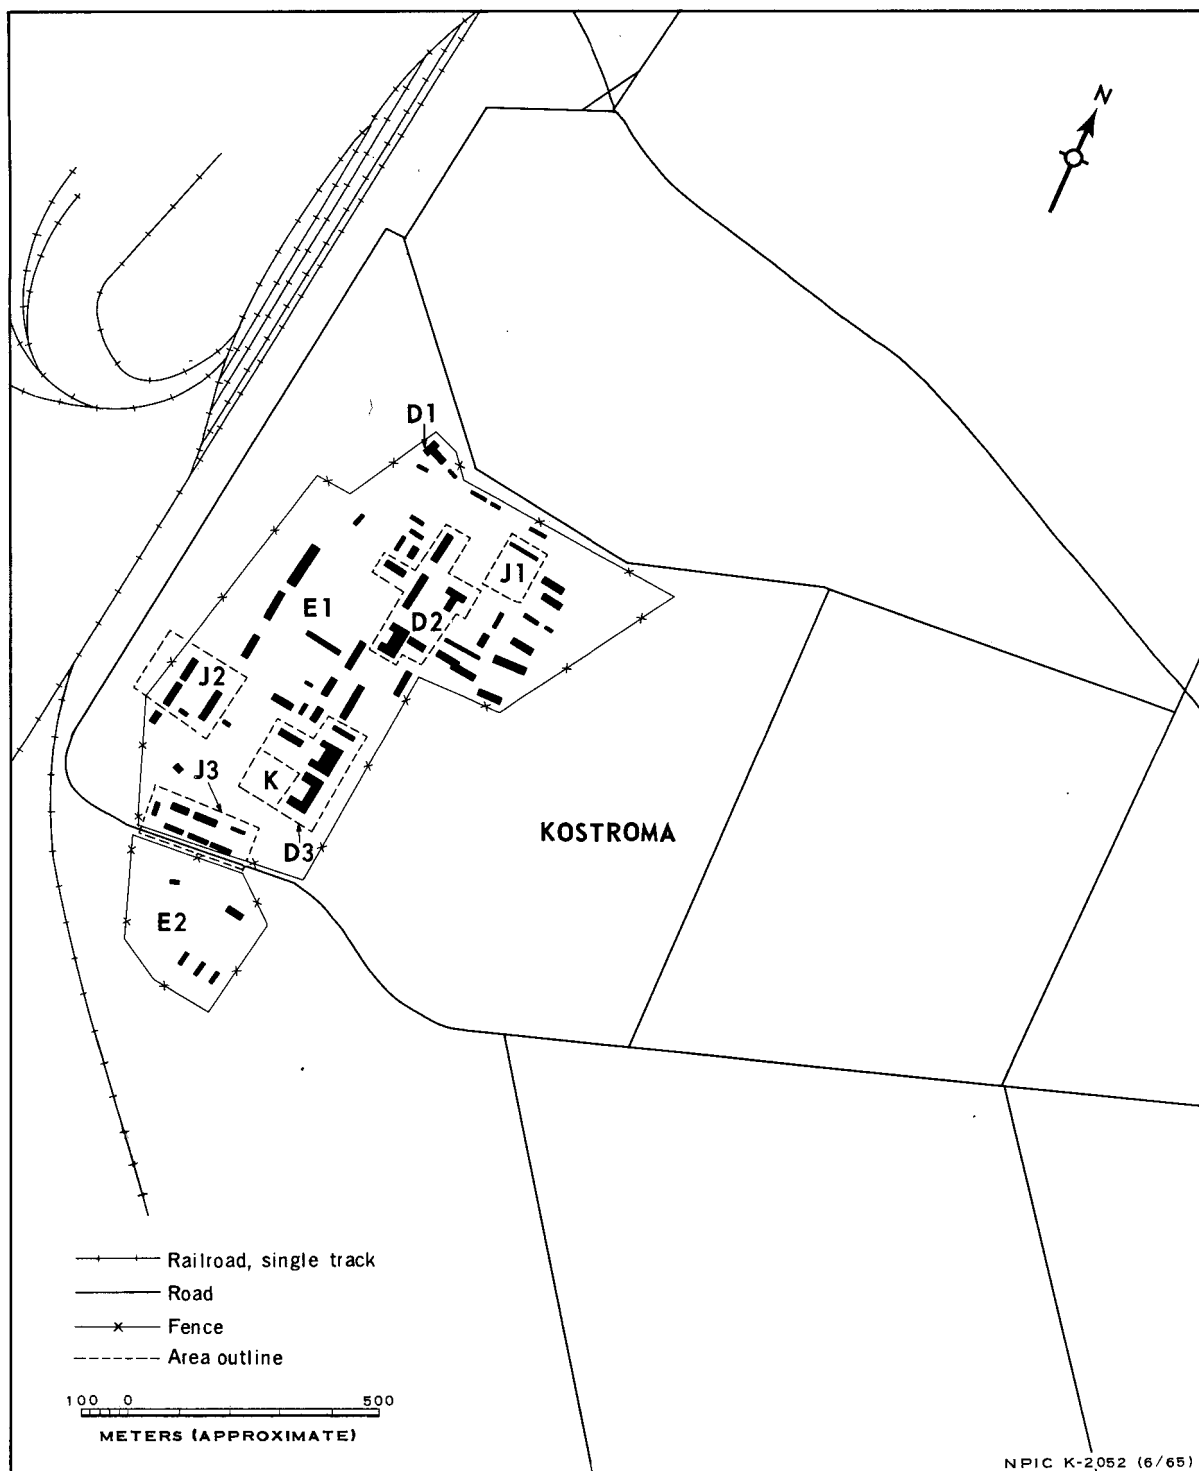 N
D1
J1
E1
D2
J2
J3
K
KOSTROMA
D3
E2
Railroad, single track
Road
Fence
Area outline
100 0 500
METERS (APPROXIMATE)
NPIC K-2052 (6/65)